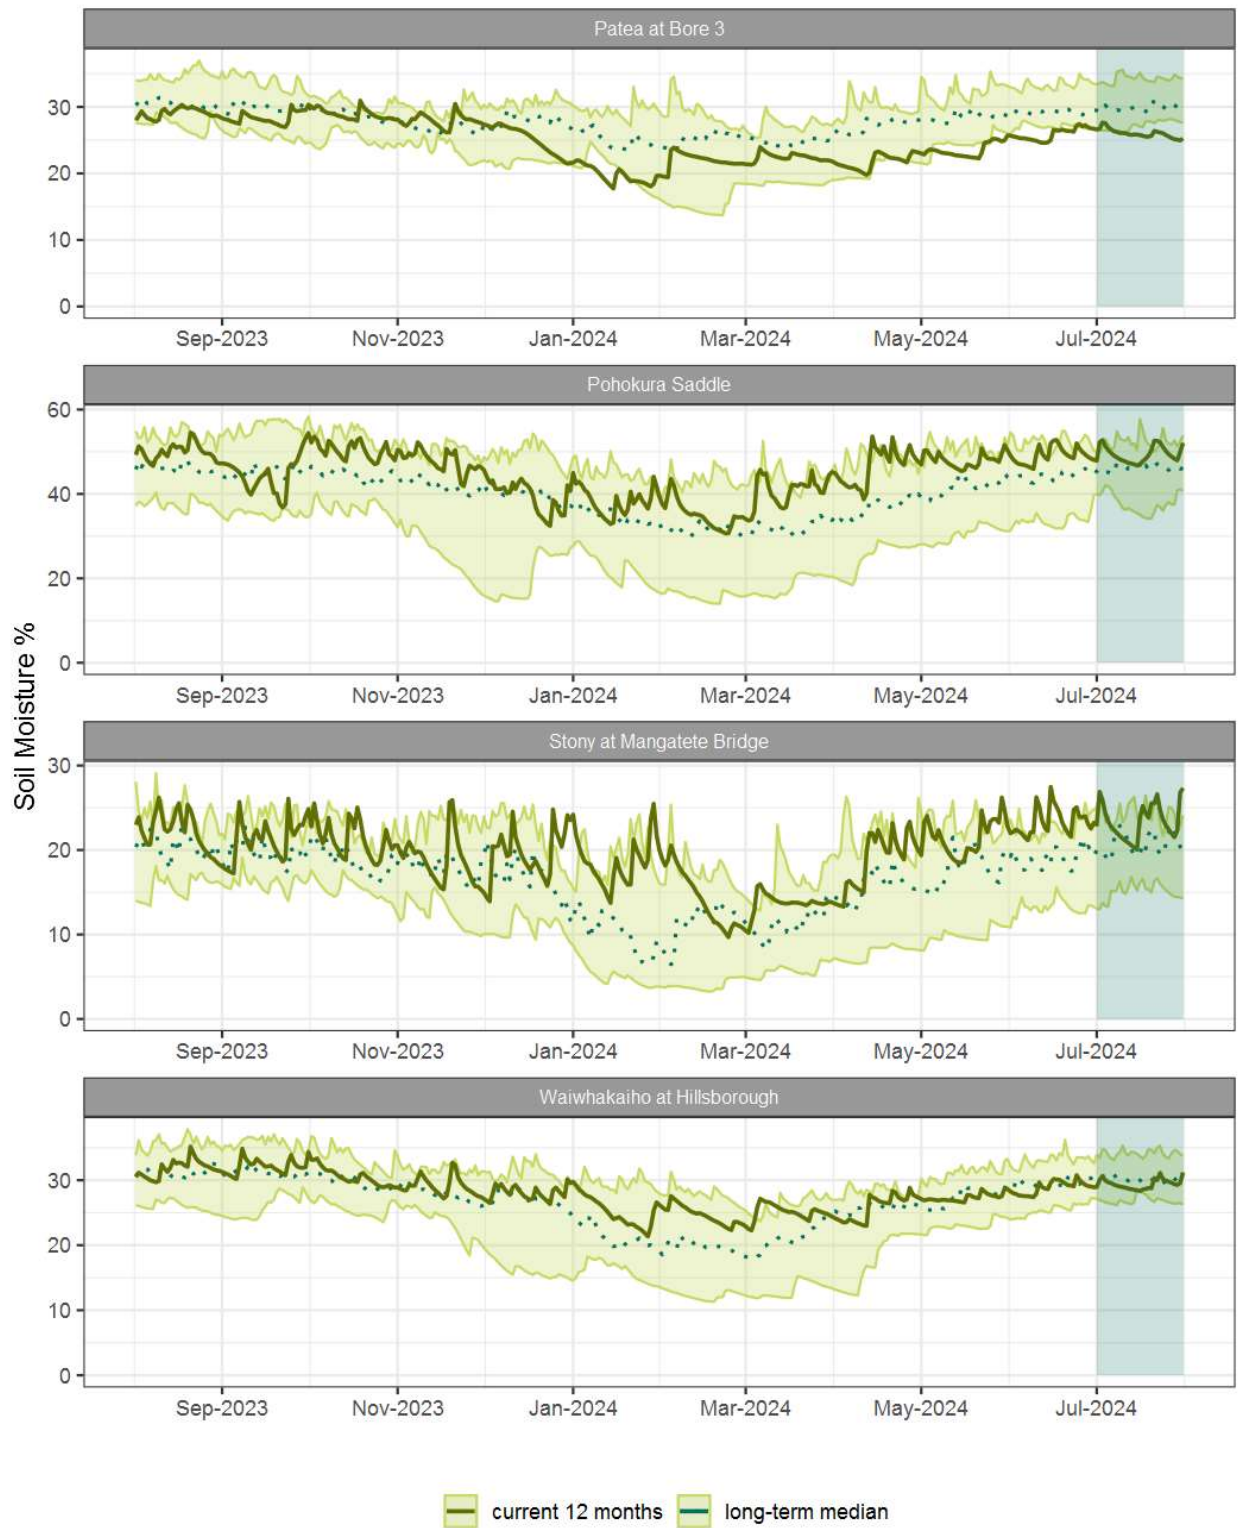 Patea at Bore 3
30
20
10
0
Sep-2023 Nov-2023 Jan-2024 Mar-2024 May-2024 Jul-2024
Pohokura Saddle
60
40
20
0
Sep-2023 Nov-2023 Jan-2024 Mar-2024 May-2024 Jul-2024
Soil Moisture %
Stony at Mangatete Bridge
30
20
10
0
Sep-2023 Nov-2023 Jan-2024 Mar-2024 May-2024 Jul-2024
Waiwhakaiho at Hillsborough
30
20
10
0
Sep-2023 Nov-2023 Jan-2024 Mar-2024 May-2024 Jul-2024
current 12 months long-term median